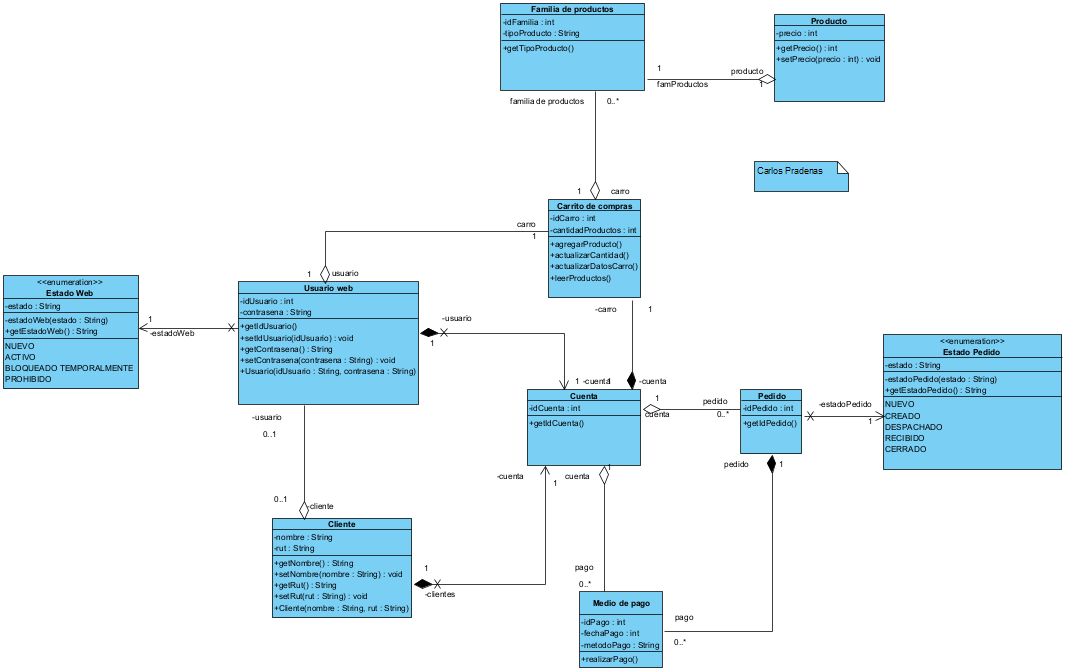 Familia de productos
-idFamilia : int
-tipoProducto : String
+getTipoProducto()
Producto
-precio : int
+getPrecio() : int
+setPrecio(precio : int) : void
1
producto
famProductos
1
familia de productos
0..*
Carlos Pradenas
1
carro
Carrito de compras
-idCarro : int
-cantidadProductos : int
+agregarProducto()
+actualizarCantidad()
+actualizarDatosCarro()
+leerProductos()
carro
1
1
usuario
<<enumeration>>
Estado Web
-estado : String
-estadoWeb(estado : String)
+getEstadoWeb() : String
NUEVO
ACTIVO
BLOQUEADO TEMPORALMENTE
PROHIBIDO
1
-estadoWeb
Usuario web
-idUsuario : int
-contrasena : String
+getIdUsuario()
+setIdUsuario(idUsuario) : void
+getContrasena() : String
+setContrasena(contrasena : String) : void
+Usuario(idUsuario : String, contrasena : String)
-usuario
1
-carro
1
1
-cuenta
1
-cuenta
Cuenta
-idCuenta : int
+getIdCuenta()
1
cuenta
pedido
0..*
Pedido
-idPedido : int
+getIdPedido()
-estadoPedido
1
<<enumeration>>
Estado Pedido
-estado : String
-estadoPedido(estado : String)
+getEstadoPedido() : String
NUEVO
CREADO
DESPACHADO
RECIBIDO
CERRADO
-usuario
0..1
0..1
-cliente
-cuenta
1
cuenta
1
pedido
1
Cliente
-nombre : String
-rut : String
+getNombre() : String
+setNombre(nombre : String) : void
+getRut() : String
+setRut(rut : String) : void
+Cliente(nombre : String, rut : String)
1
-clientes
pago
0..*
Medio de pago
-idPago : int
-fechaPago : int
-metodoPago : String
+realizarPago()
pago
0..*